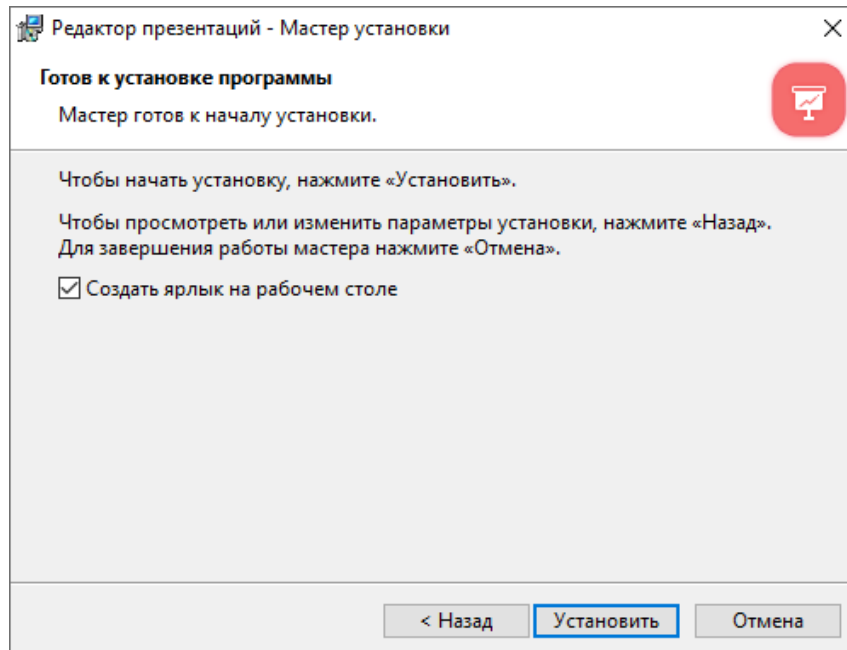 Редактор презентаций - Мастер установки
Готов к установке программы
Мастер готов к началу установки.
Чтобы начать установку, нажмите «Установить».
Чтобы просмотреть или изменить параметры установки, нажмите «Назад».
Для завершения работы мастера нажмите «Отмена».
Создать ярлык на рабочем столе
< Назад
Установить
Отмена